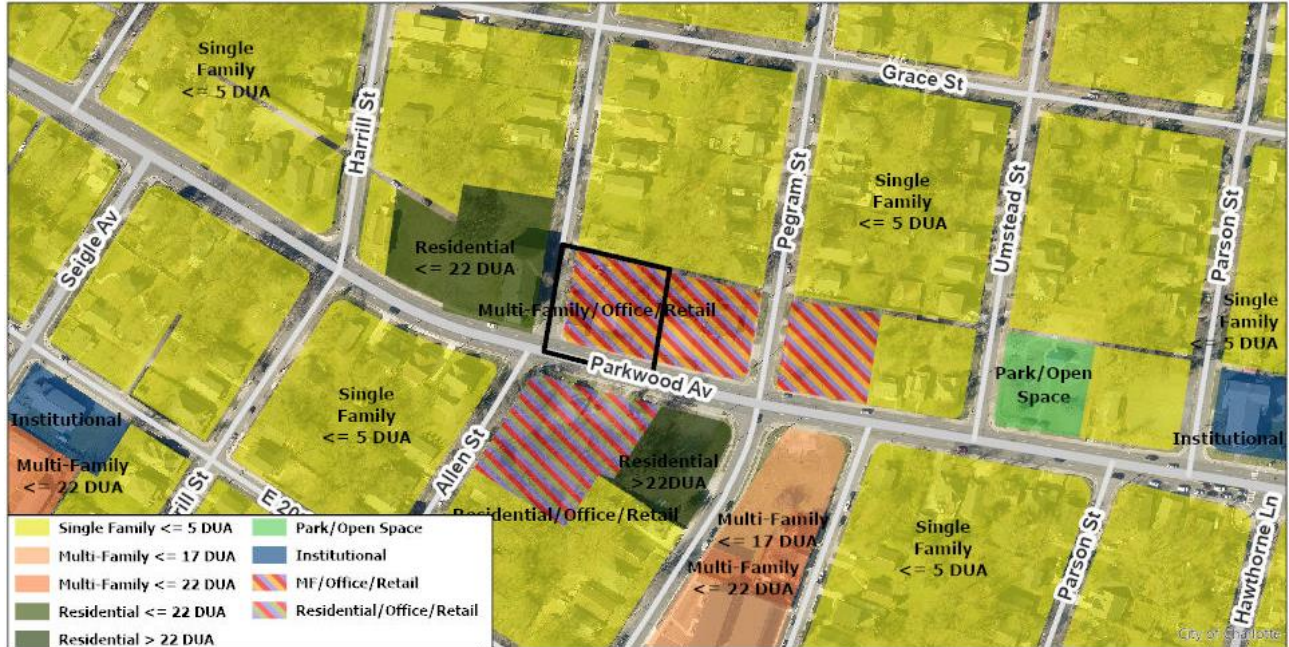 Single
Family
<= 5 DUA
Grace St
Harrill St
Pegram St
Single
Family
<= 5 DUA
Umstead St
Parson St
Seigle Av
Residential
<= 22 DUA
Multi-Family/Office/Retail
Single
Family
<= 5 DUA
Parkwood Av
Park/Open
Space
Single
Family
<= 5 DUA
Institutional
Institutional
Multi-Family
<= 22 DUA
rill St
Allen St
Residential
>22DUA
Residential/Office/Retail
Multi-Family
<= 17 DUA
Multi-Family
<= 22 DUA
Single
Family
<= 5 DUA
Parson St
Hawthorne Ln
E 20
Single Family <= 5 DUA
Multi-Family <= 17 DUA
Multi-Family <= 22 DUA
Residential <= 22 DUA
Residential > 22 DUA
Park/Open Space
Institutional
MF/Office/Retail
Residential/Office/Retail
City of Charlotte